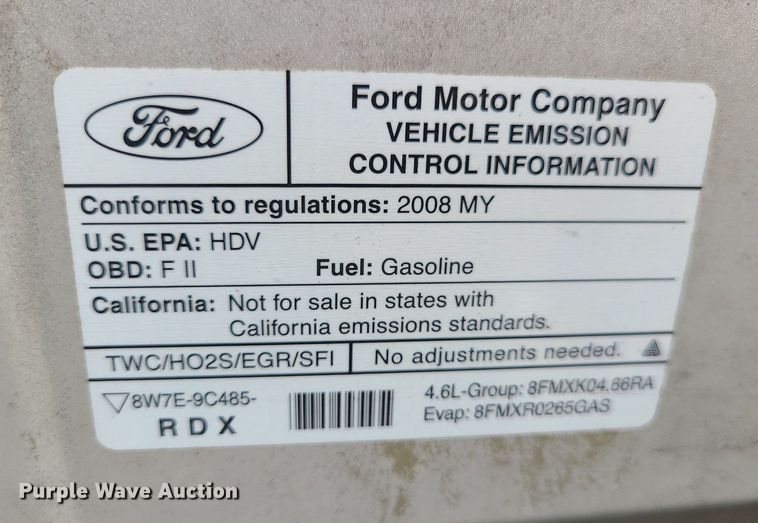 Ford
Ford Motor Company
VEHICLE EMISSION
CONTROL INFORMATION
Conforms to regulations: 2008 MY
U.S. EPA: HDV
OBD: F II Fuel: Gasoline
California: Not for sale in states with
California emissions standards.
TWC/HO2S/EGR/SFI No adjustments needed.
8W7E-9C485-
RDX
4.6L-Group: 8FMXK04.66RA
Evap: 8FMXR0265GAS
Purple Wave Auction